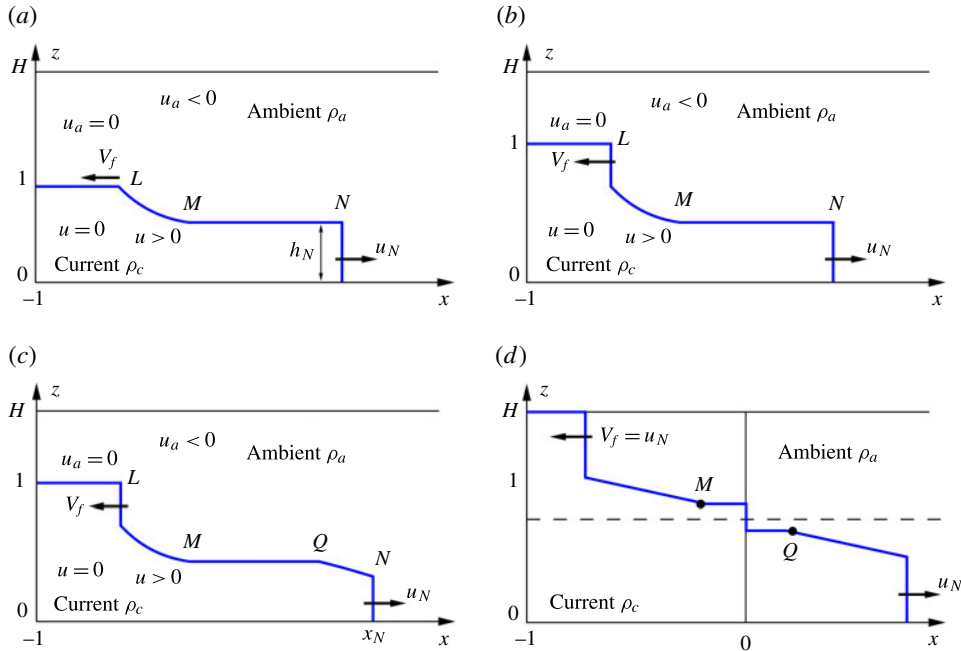 (a)
z
H
u_a < 0
Ambient ρ_a
u_a = 0
V_f
1
L
M
N
u = 0
u > 0
h_N
u_N
Current ρ_c
0
–1
x
(b)
z
H
u_a < 0
Ambient ρ_a
u_a = 0
1
L
V_f
M
N
u = 0
u > 0
u_N
Current ρ_c
0
–1
x
(c)
z
H
u_a < 0
Ambient ρ_a
u_a = 0
1
L
V_f
M
Q
N
u = 0
u > 0
u_N
Current ρ_c
0
–1
x_N
x
(d)
z
H
V_f = u_N
Ambient ρ_a
1
M
Q
u_N
Current ρ_c
0
–1
0
x